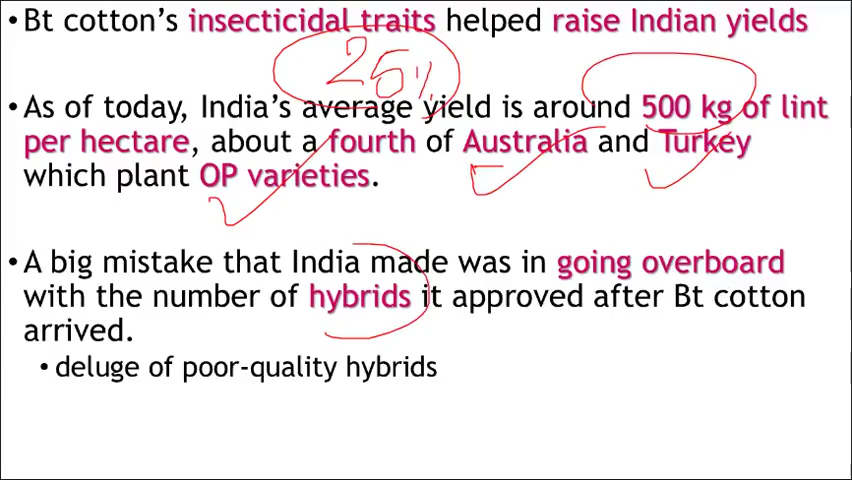 •Bt cotton's insecticidal traits helped raise Indian yields
25%
•As of today, India's average yield is around 500 kg of lint
per hectare, about a fourth of Australia and Turkey
which plant OP varieties.
•A big mistake that India made was in going overboard
with the number of hybrids it approved after Bt cotton
arrived.
•deluge of poor-quality hybrids